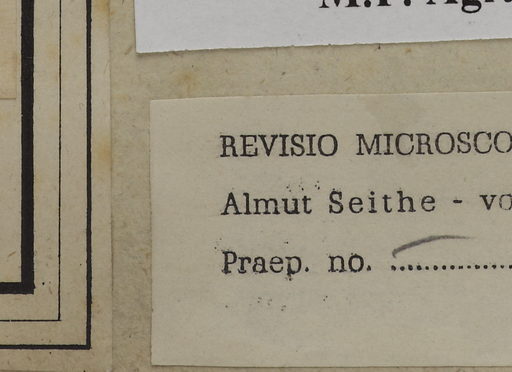 REVISIO MICROSCO
Almut Seithe - vo
Praep. no. ................